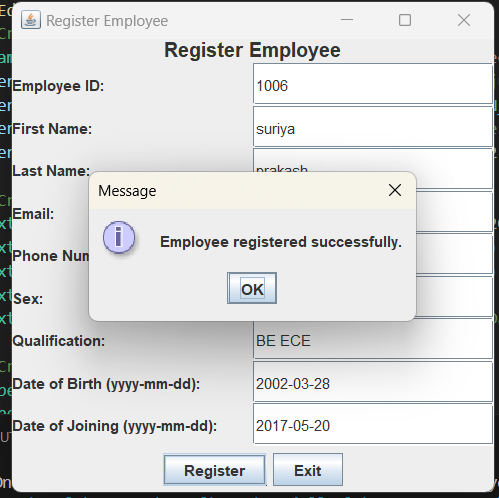 Register Employee
Register Employee
Employee ID: 1006
First Name: suriya
Last Name: prakash
Message
Email:
Employee registered successfully.
Phone Num
OK
Sex:
Qualification: BE ECE
Date of Birth (yyyy-mm-dd): 2002-03-28
Date of Joining (yyyy-mm-dd): 2017-05-20
Register Exit